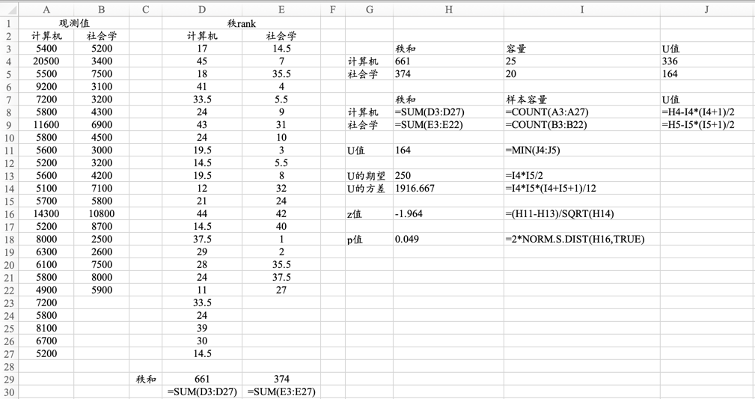 A B C D E F G H I J
1 观测值 秩rank
2 计算机 社会学 计算机 社会学
3 5400 5200 17 14.5 秩和 容量 U值
4 20500 3400 45 7 计算机 661 25 336
5 5500 7500 18 35.5 社会学 374 20 164
6 9200 3100 41 4
7 7200 3200 33.5 5.5 秩和 样本容量 U值
8 5800 4300 24 9 计算机 =SUM(D3:D27) =COUNT(A3:A27) =H4-I4*(I4+1)/2
9 11600 6900 43 31 社会学 =SUM(E3:E22) =COUNT(B3:B22) =H5-I5*(I5+1)/2
10 5800 4500 24 10
11 5600 3000 19.5 3 U值 164 =MIN(J4:J5)
12 5200 3200 14.5 5.5
13 5600 4200 19.5 8 U的期望 250 =I4*I5/2
14 5100 7100 12 32 U的方差 1916.667 =I4*I5*(I4+I5+1)/12
15 5700 5800 21 24
16 14300 10800 44 42 z值 -1.964 =(H11-H13)/SQRT(H14)
17 5200 8700 14.5 40
18 8000 2500 37.5 1 p值 0.049 =2*NORM.S.DIST(H16,TRUE)
19 6300 2600 29 2
20 6100 7500 28 35.5
21 5800 8000 24 37.5
22 4900 5900 11 27
23 7200 33.5
24 5800 24
25 8100 39
26 6700 30
27 5200 14.5
28
29 秩和 661 374
30 =SUM(D3:D27) =SUM(E3:E27)